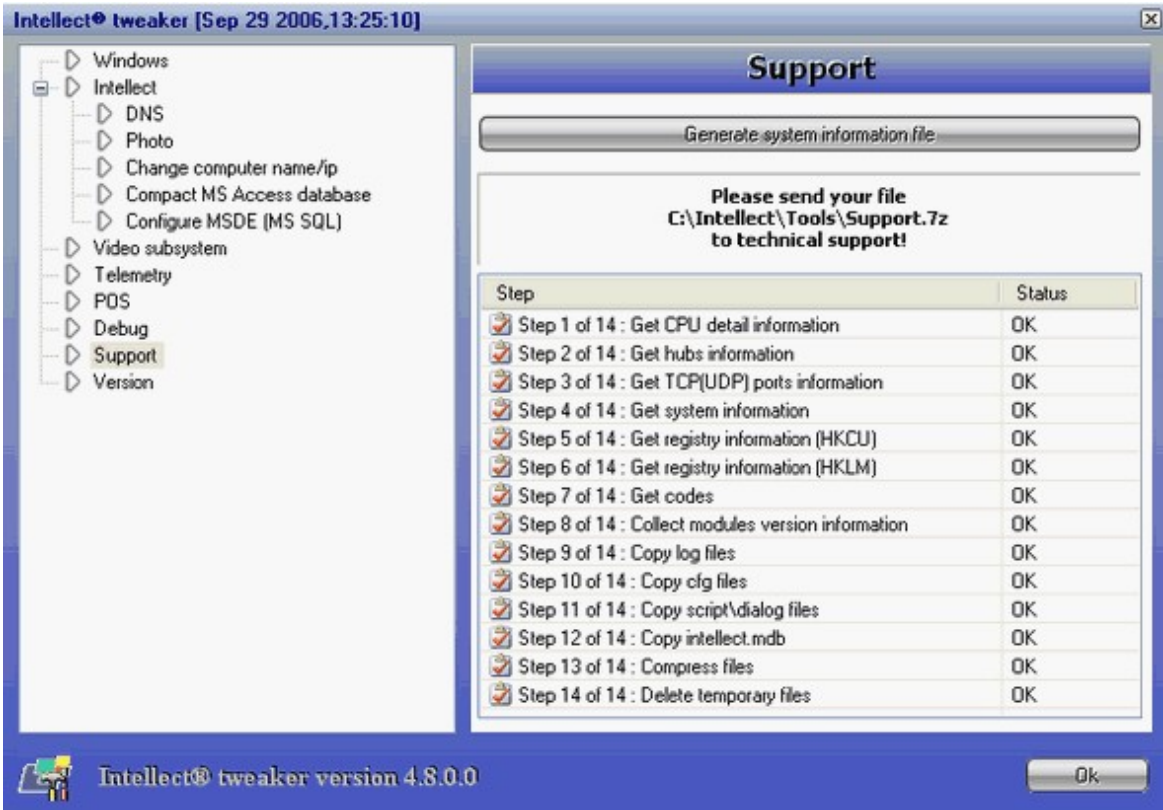 Intellect® tweaker [Sep 29 2006,13:25:10]
Windows
Intellect
DNS
Photo
Change computer name/ip
Compact MS Access database
Configure MSDE (MS SQL)
Video subsystem
Telemetry
POS
Debug
Support
Version
Support
Generate system information file
Please send your file
C:\Intellect\Tools\Support.7z
to technical support!
Step Status
Step 1 of 14 : Get CPU detail information OK
Step 2 of 14 : Get hubs information OK
Step 3 of 14 : Get TCP(UDP) ports information OK
Step 4 of 14 : Get system information OK
Step 5 of 14 : Get registry information (HKCU) OK
Step 6 of 14 : Get registry information (HKLM) OK
Step 7 of 14 : Get codes OK
Step 8 of 14 : Collect modules version information OK
Step 9 of 14 : Copy log files OK
Step 10 of 14 : Copy cfg files OK
Step 11 of 14 : Copy script\dialog files OK
Step 12 of 14 : Copy intellect.mdb OK
Step 13 of 14 : Compress files OK
Step 14 of 14 : Delete temporary files OK
Intellect® tweaker version 4.8.0.0
Ok